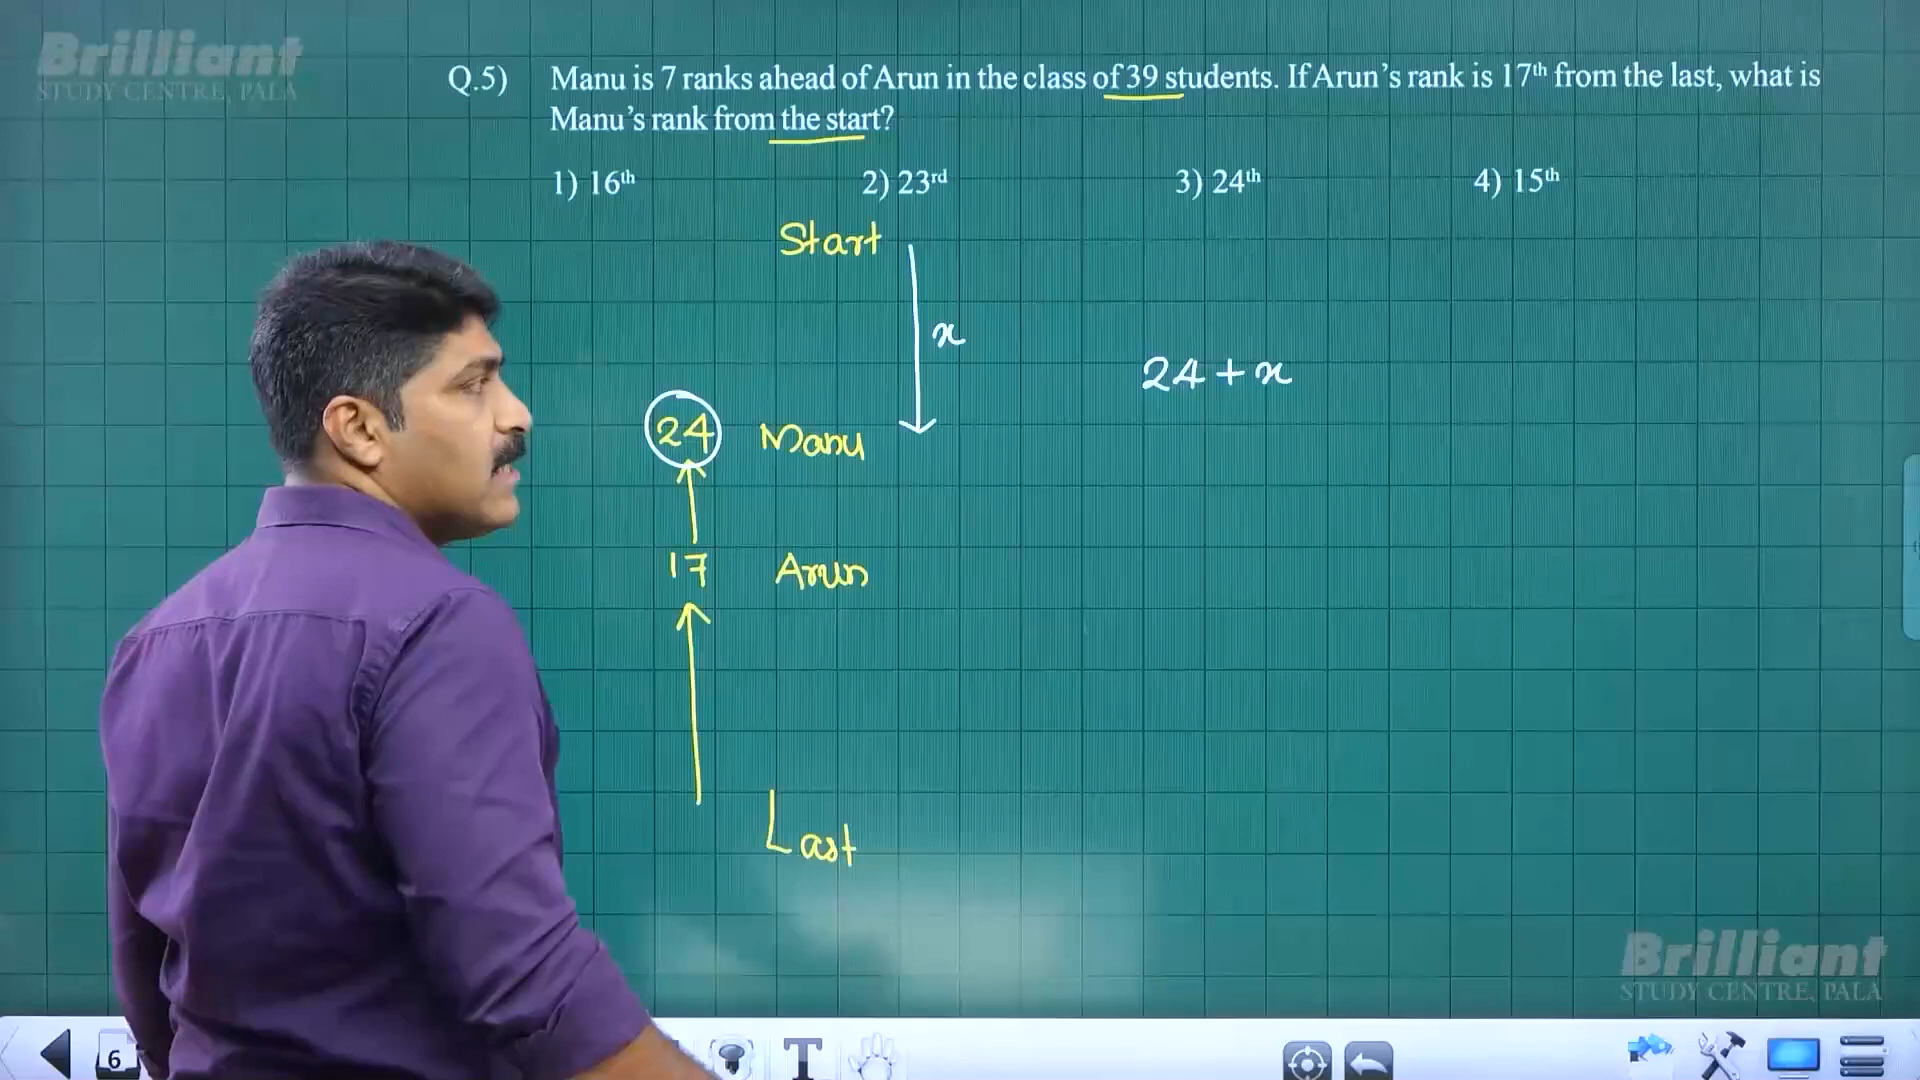 Brilliant
STUDY CENTRE, PALA
Q.5) Manu is 7 ranks ahead of Arun in the class of 39 students. If Arun’s rank is 17th from the last, what is
Manu’s rank from the start?
1) 16th 2) 23rd 3) 24th 4) 15th
Start
x
24 + x
24 Manu
17 Arun
Last
Brilliant
STUDY CENTRE, PALA
6
T